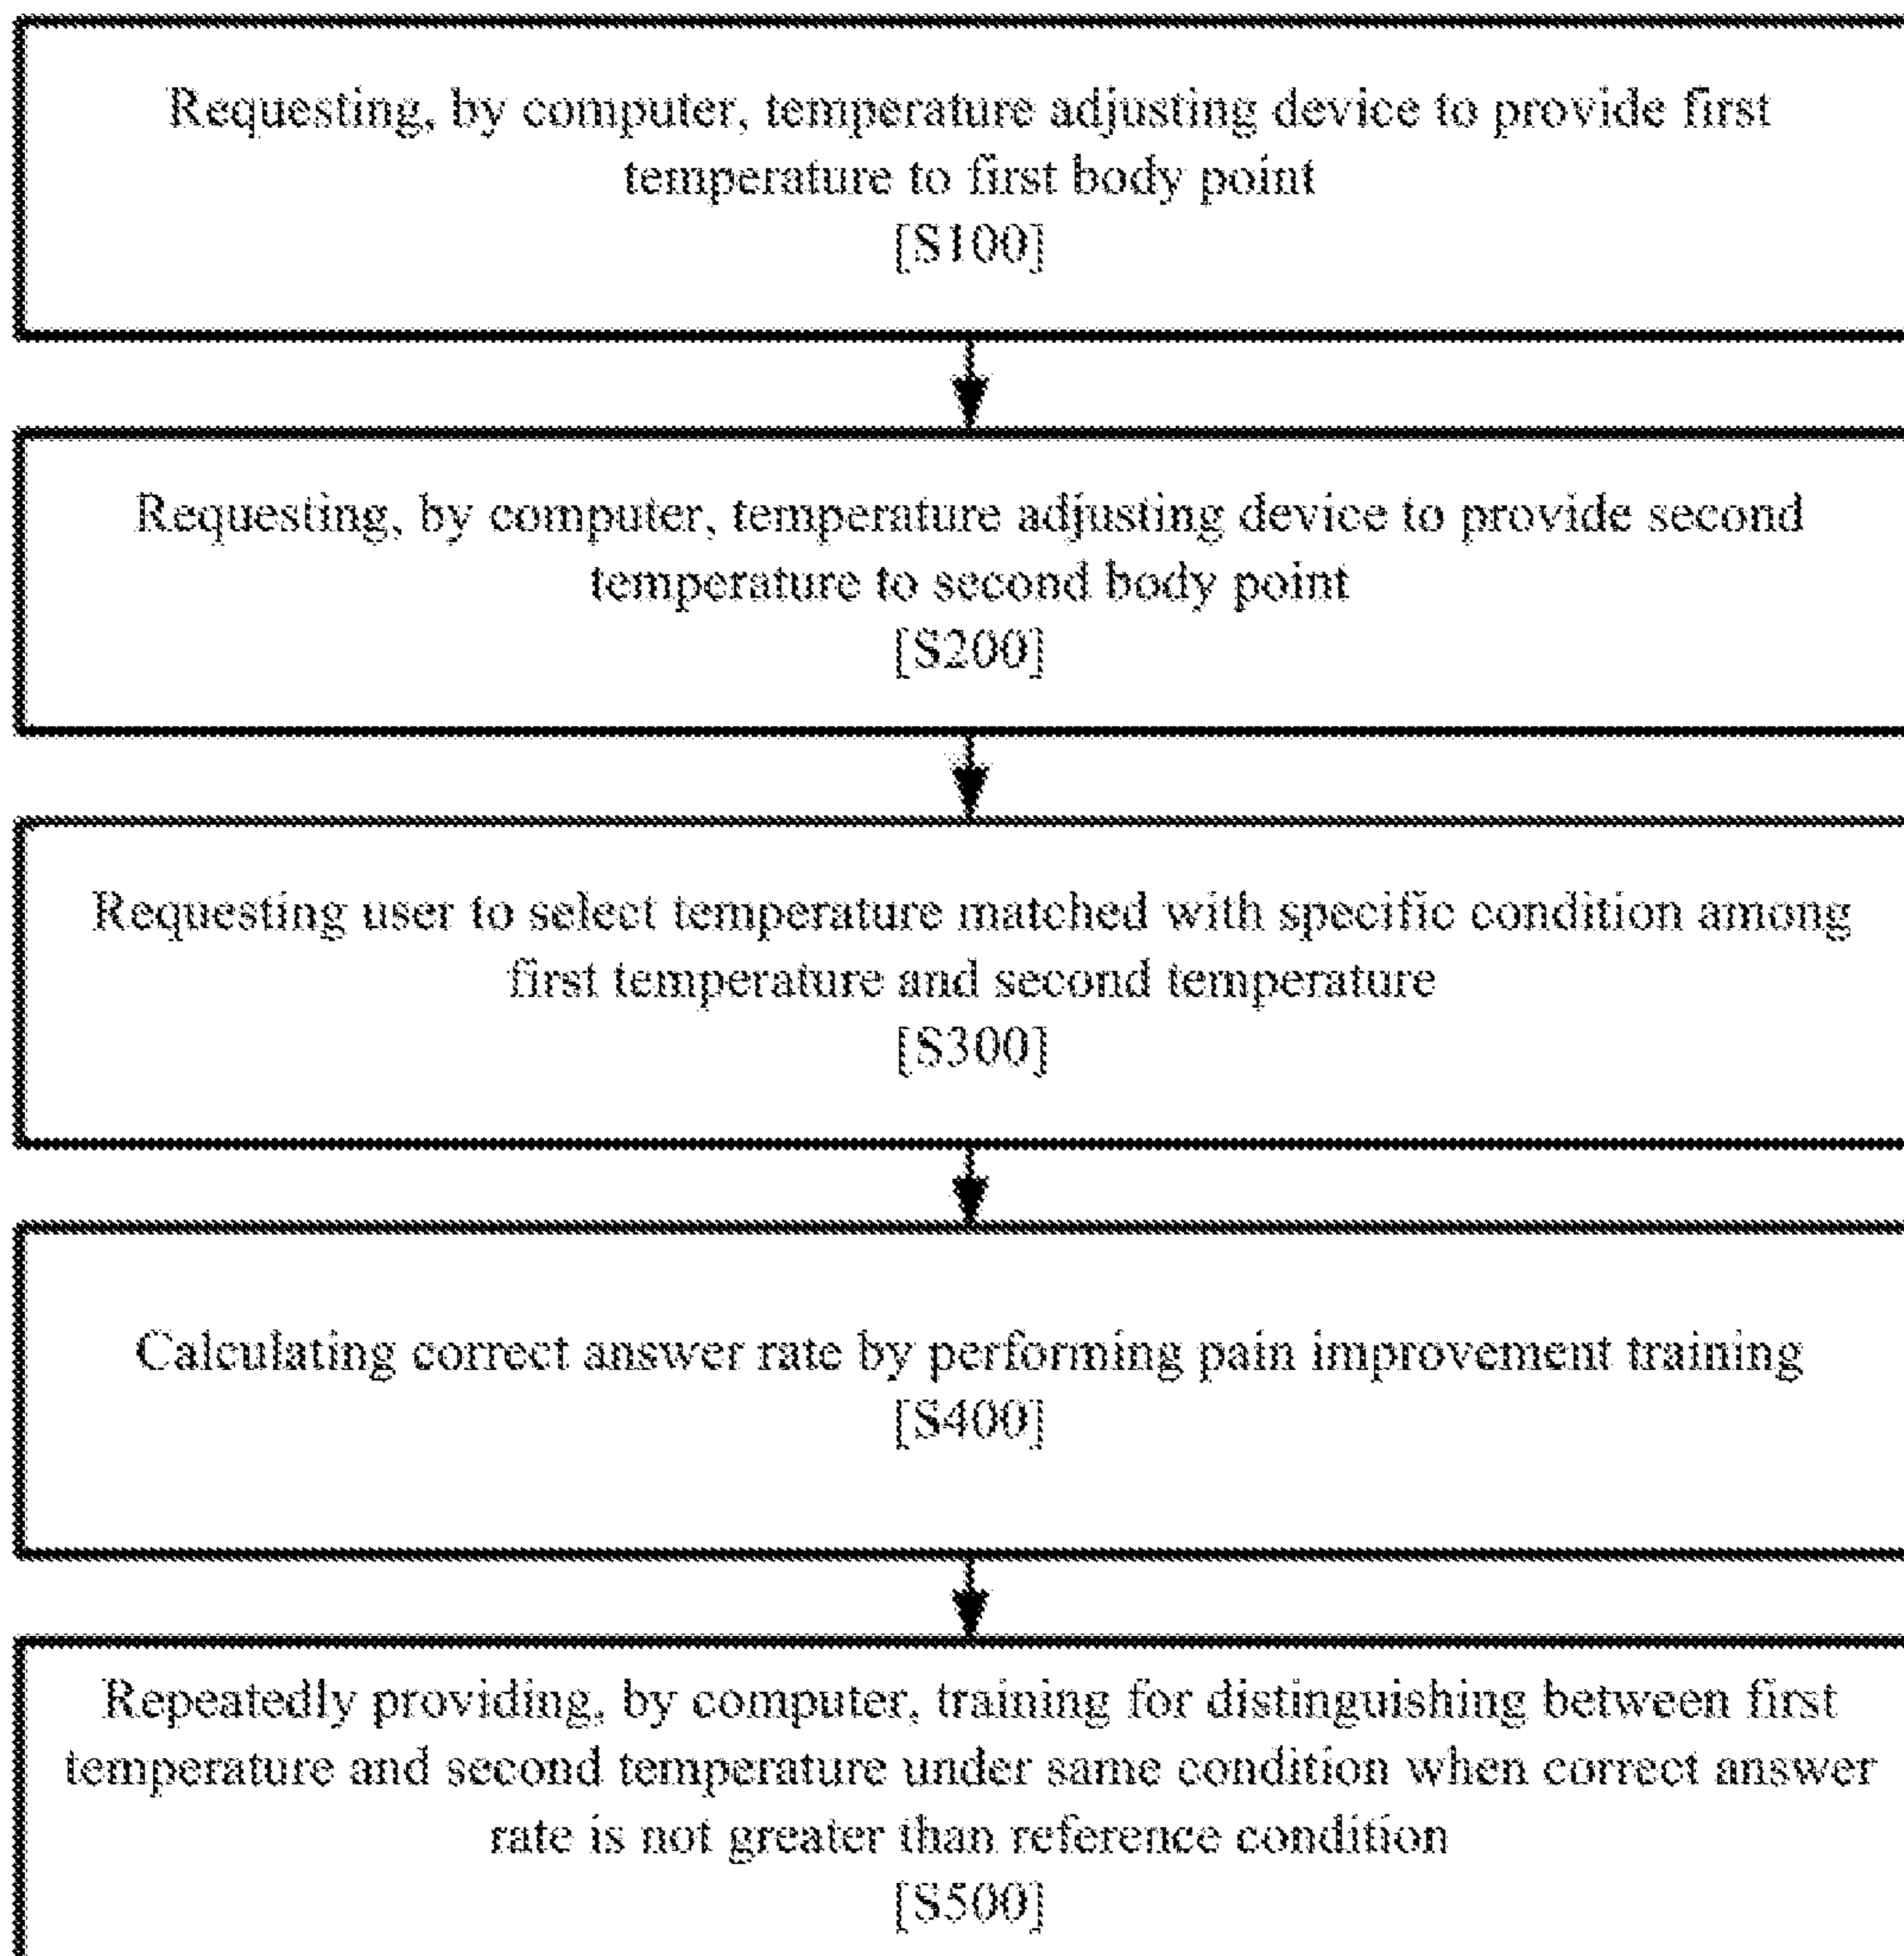 Requesting, by computer, temperature adjusting device to provide first
temperature to first body point
[S100]
Requesting, by computer, temperature adjusting device to provide second
temperature to second body point
[S200]
Requesting user to select temperature matched with specific condition among
first temperature and second temperature
[S300]
Calculating correct answer rate by performing pain improvement training
[S400]
Repeatedly providing, by computer, training for distinguishing between first
temperature and second temperature under same condition when correct answer
rate is not greater than reference condition
[S500]